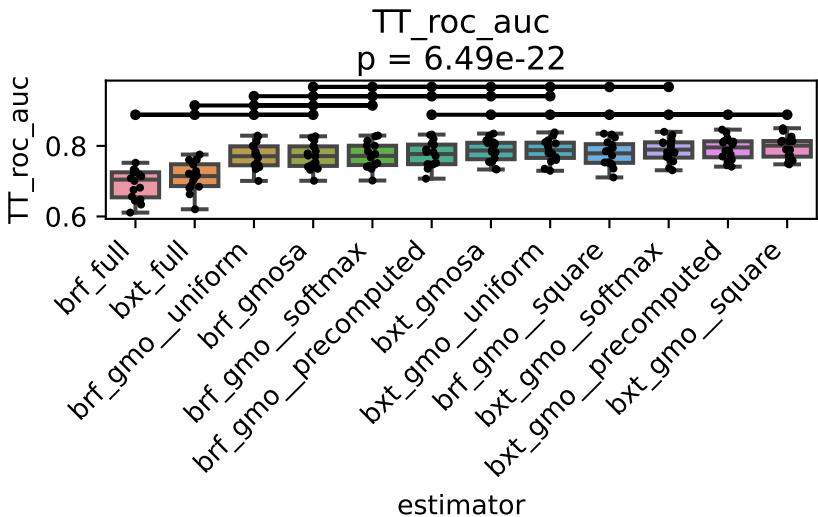 TT_roc_auc
p = 6.49e-22
TT_roc_auc
0.8
0.6
brf_full
bxt_full
brf_gmo__uniform
brf_gmosa
brf_gmo__softmax
brf_gmo__precomputed
bxt_gmosa
bxt_gmo__uniform
brf_gmo__square
bxt_gmo__softmax
bxt_gmo__precomputed
bxt_gmo__square
estimator